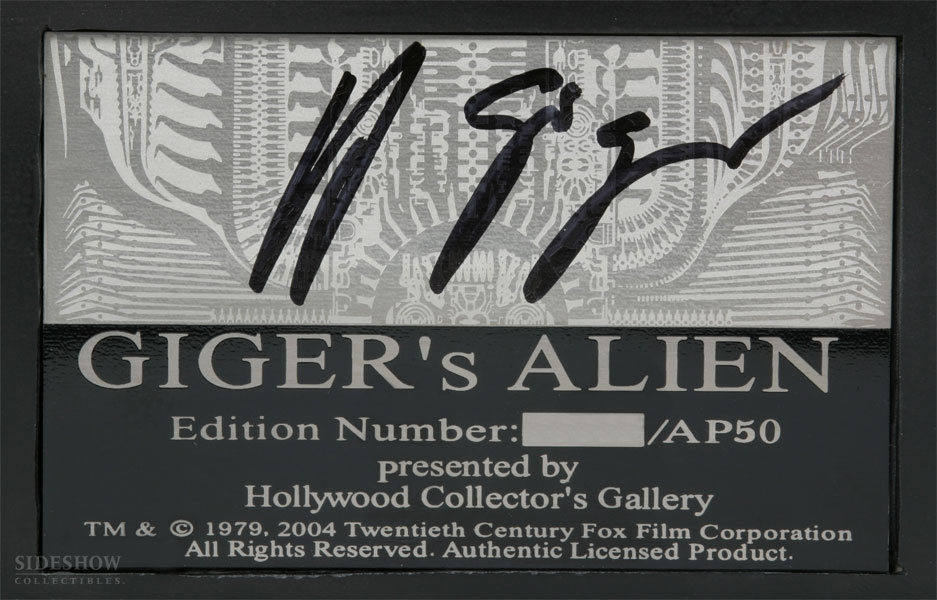 H Giger
GIGER's ALIEN
Edition Number: /AP50
presented by
Hollywood Collector's Gallery
TM & © 1979, 2004 Twentieth Century Fox Film Corporation
All Rights Reserved. Authentic Licensed Product.
SIDESHOW
COLLECTIBLES.